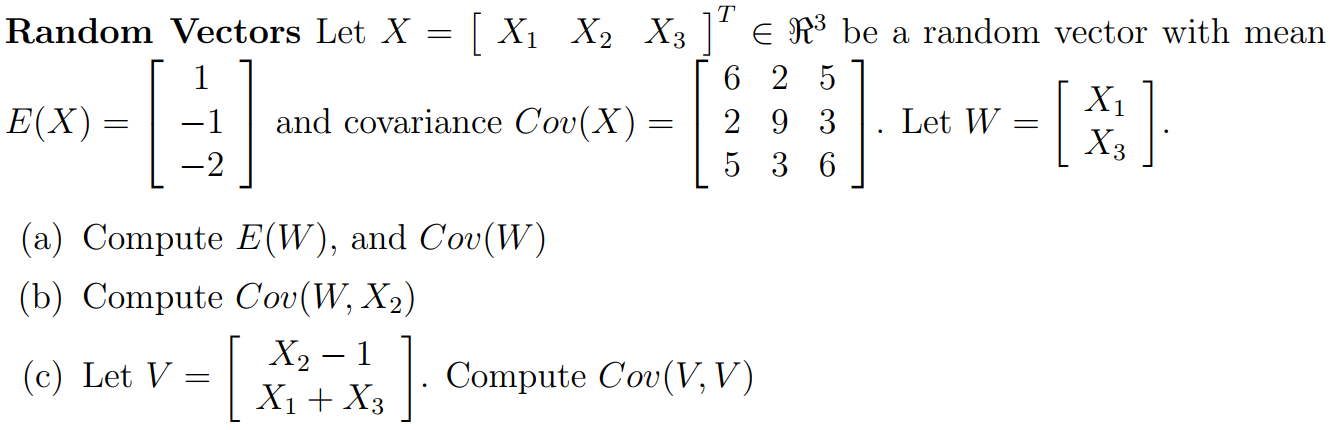 Random Vectors Let X = [ X₁ X₂ X₃ ]ᵀ ∈ ℜ³ be a random vector with mean
E(X) = [ 1 −1 −2 ] and covariance Cov(X) = [ 6 2 5 2 9 3 5 3 6 ]. Let W = [ X₁ X₃ ].
(a) Compute E(W), and Cov(W)
(b) Compute Cov(W, X₂)
(c) Let V = [ X₂ − 1 X₁ + X₃ ]. Compute Cov(V, V)